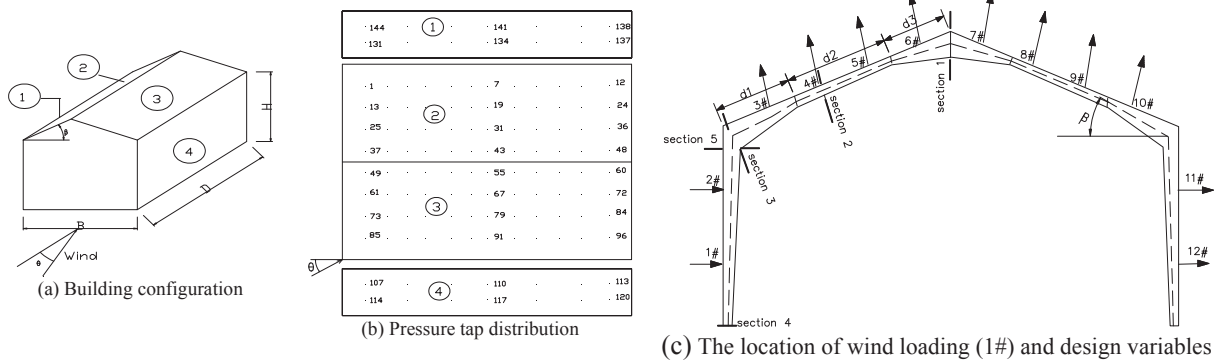 2
1
3
4
β
H
B
D
θ
Wind
(a) Building configuration
144 1 141 138
131 134 137
1 7 12
13 2 19 24
25 31 36
37 43 48
49 55 60
61 67 72
73 3 79 84
85 91 96
θ
107 110 113
114 4 117 120
(b) Pressure tap distribution
d1
d2
d3
1#
2#
3#
4#
5#
6#
7#
8#
9#
10#
11#
12#
section 1
section 2
section 3
section 4
section 5
β
(c) The location of wind loading (1#) and design variables